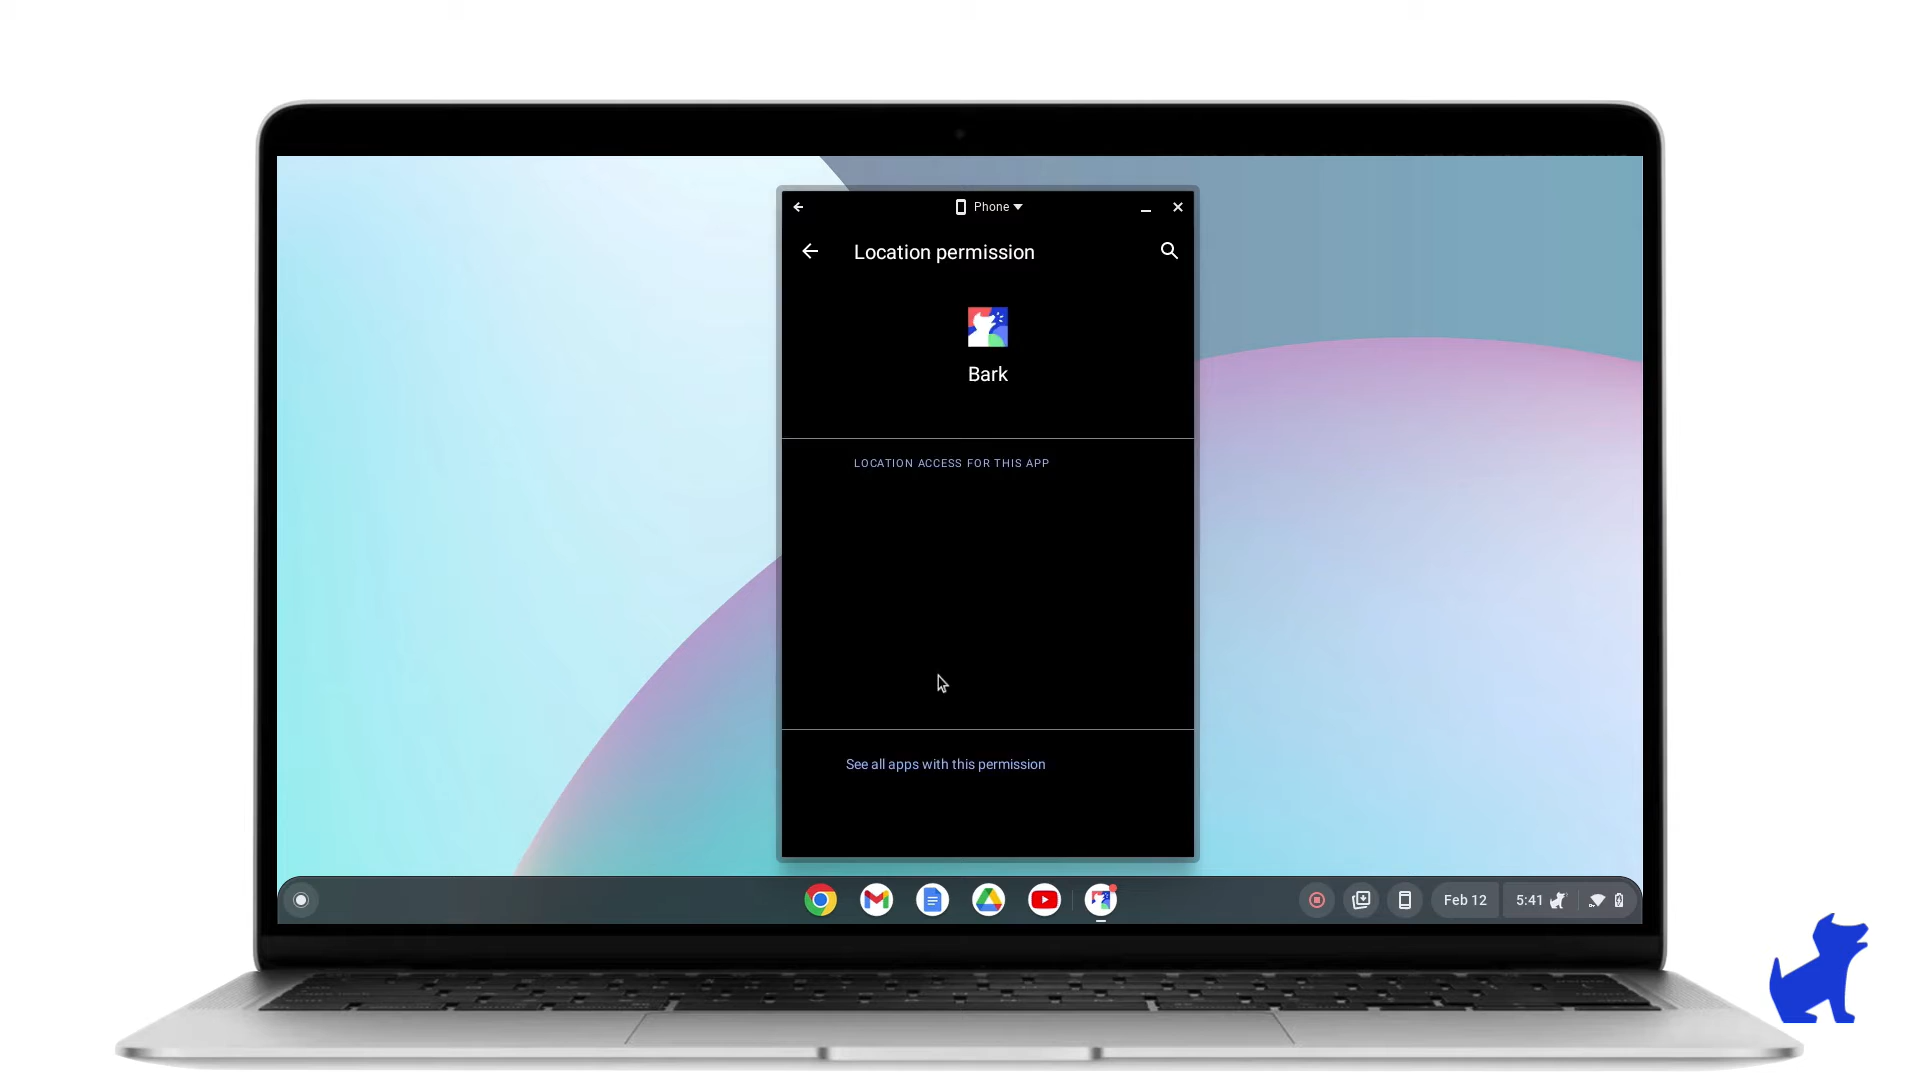 Phone
Location permission
Bark
LOCATION ACCESS FOR THIS APP
See all apps with this permission
Feb 12
5:41